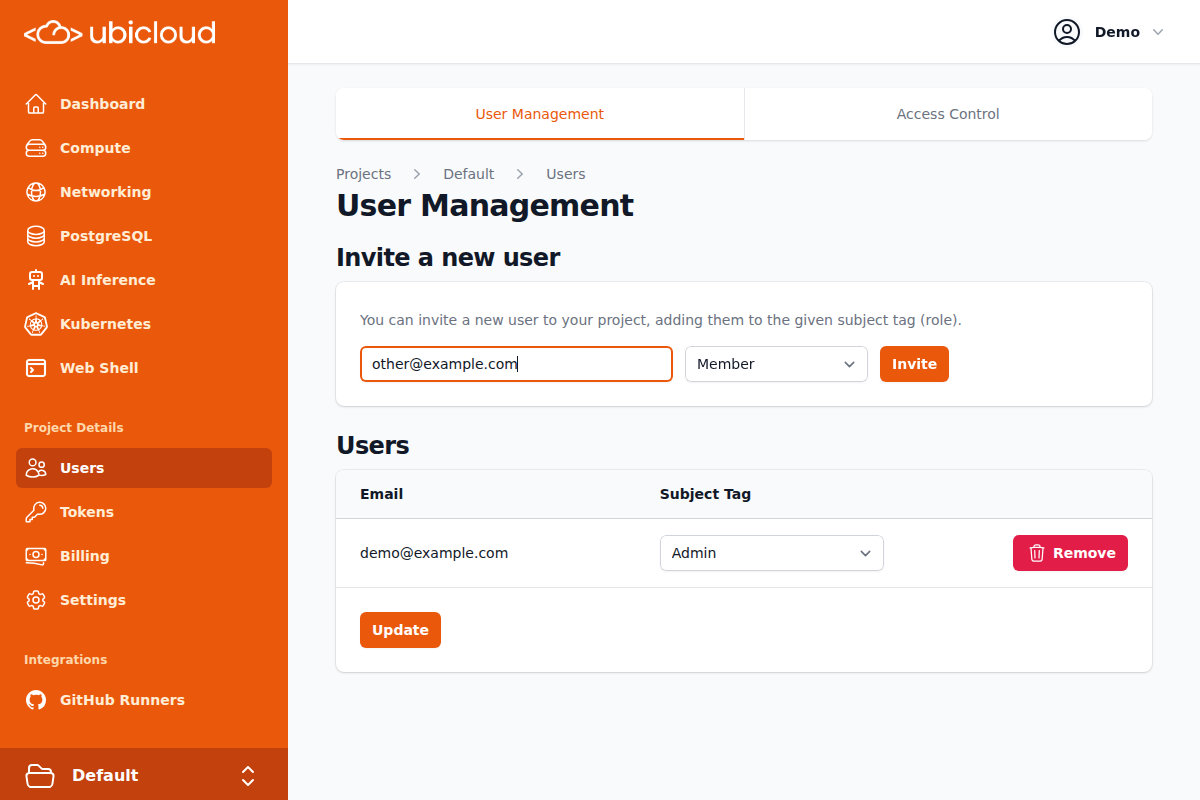 ubicloud
Demo
Dashboard
Compute
Networking
PostgreSQL
AI Inference
Kubernetes
Web Shell
Project Details
Users
Tokens
Billing
Settings
Integrations
GitHub Runners
Default
User Management
Access Control
Projects > Default > Users
User Management
Invite a new user
You can invite a new user to your project, adding them to the given subject tag (role).
other@example.com Member Invite
Users
Email Subject Tag
demo@example.com Admin Remove
Update